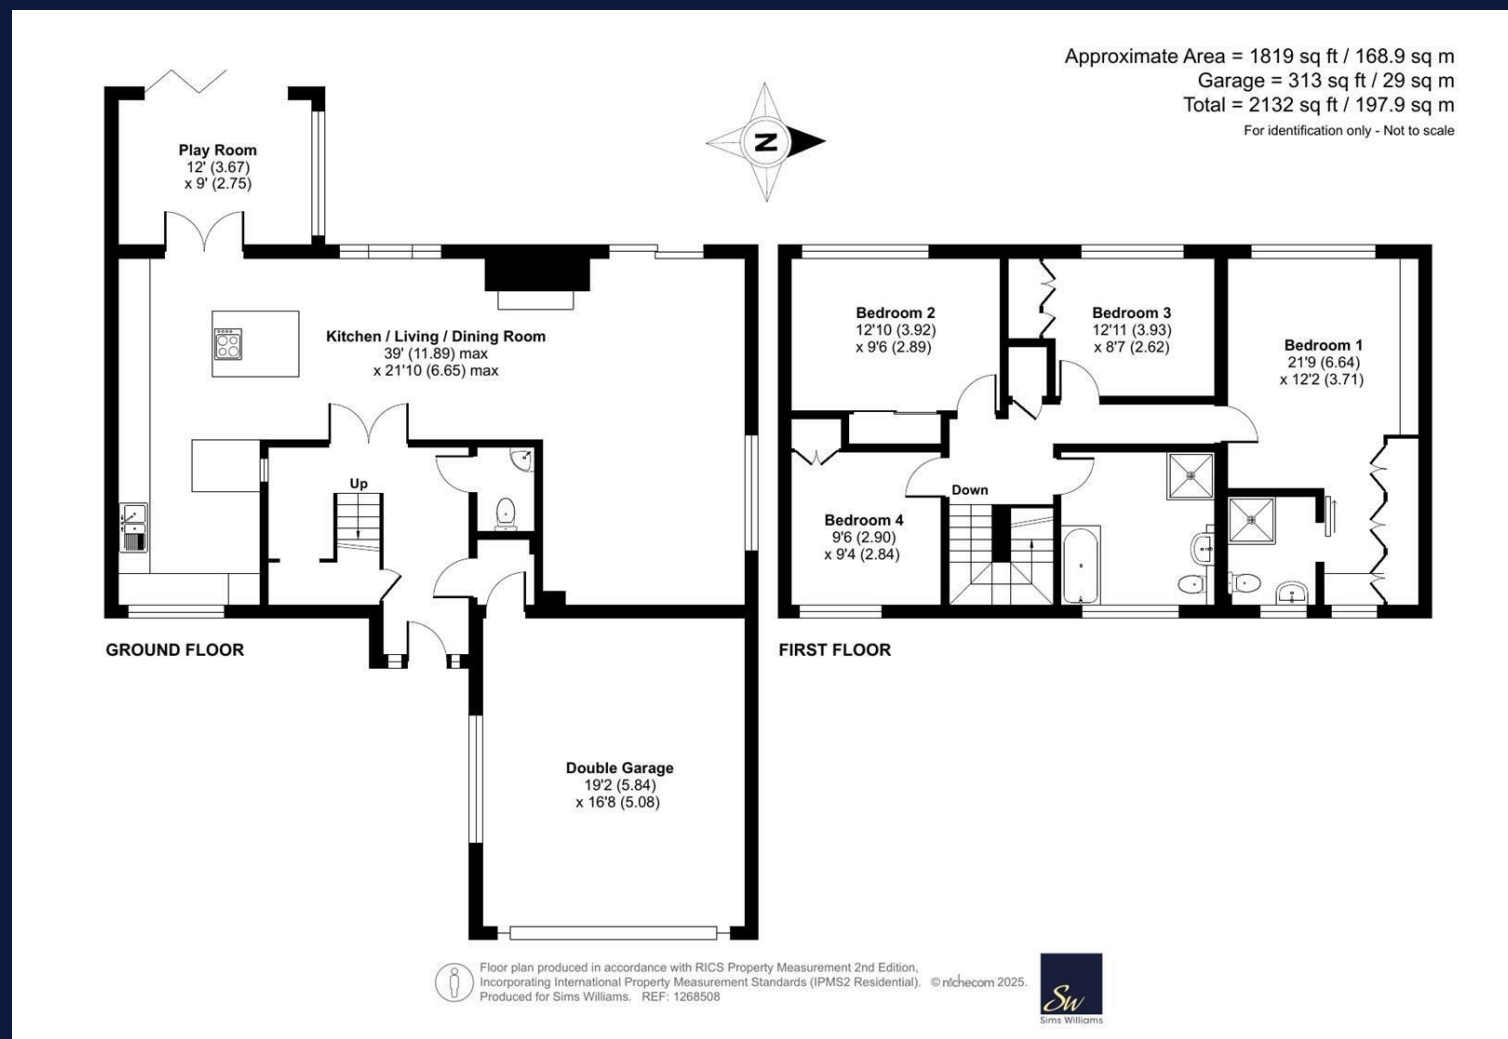 Approximate Area = 1819 sq ft / 168.9 sq m
Garage = 313 sq ft / 29 sq m
Total = 2132 sq ft / 197.9 sq m
For identification only - Not to scale
N
Play Room
12' (3.67)
x 9' (2.75)
Kitchen / Living / Dining Room
39' (11.89) max
x 21'10 (6.65) max
Up
Double Garage
19'2 (5.84)
x 16'8 (5.08)
GROUND FLOOR
Bedroom 2
12'10 (3.92)
x 9'6 (2.89)
Bedroom 3
12'11 (3.93)
x 8'7 (2.62)
Bedroom 1
21'9 (6.64)
x 12'2 (3.71)
Down
Bedroom 4
9'6 (2.90)
x 9'4 (2.84)
FIRST FLOOR
Floor plan produced in accordance with RICS Property Measurement 2nd Edition,
Incorporating International Property Measurement Standards (IPMS2 Residential). © nichecom 2025.
Produced for Sims Williams. REF: 1268508
Sw
Sims Williams